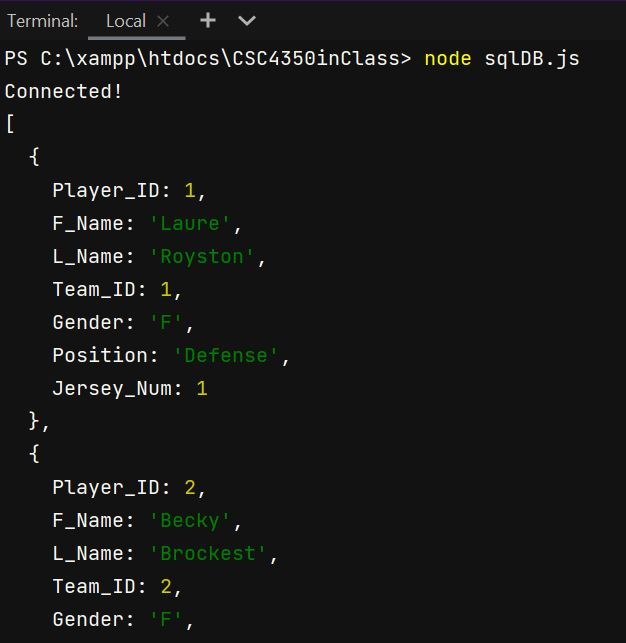 Terminal: Local × + ⌄
PS C:\xampp\htdocs\CSC4350inClass> node sqlDB.js
Connected!
[
  {
    Player_ID: 1,
    F_Name: 'Laure',
    L_Name: 'Royston',
    Team_ID: 1,
    Gender: 'F',
    Position: 'Defense',
    Jersey_Num: 1
  },
  {
    Player_ID: 2,
    F_Name: 'Becky',
    L_Name: 'Brockest',
    Team_ID: 2,
    Gender: 'F',